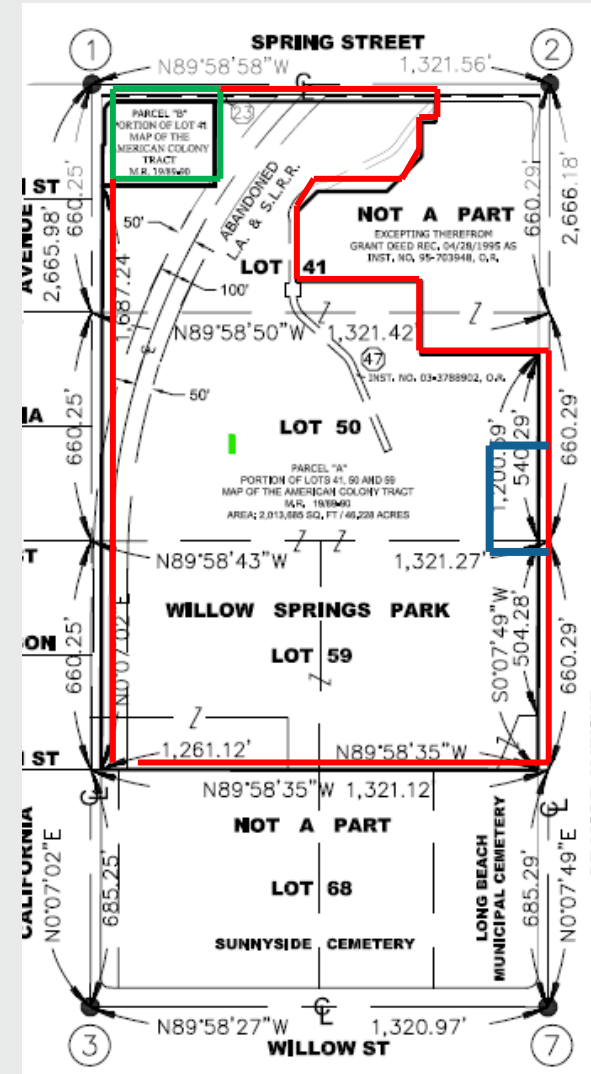 SPRING STREET
1
2
N89°58'58"W
1,321.56'
℄
PARCEL "B"
PORTION OF LOT 41
MAP OF THE
AMERICAN COLONY
TRACT
M.R. 19/89-90
23
ST
AVENUE
660.25'
2,665.98'
50'
ABANDONED
L.A. & S.L.R.R.
NOT A PART
EXCEPTING THEREFROM
GRANT DEED REC. 04/28/1995 AS
INST. NO. 95-703948, O.R.
660.29'
2,666.18'
LOT 41
1,687.24
100'
N89°58'50"W
1,321.42'
Z
47
INST. NO. 03-3788902, O.R.
3
50'
IA
660.25'
LOT 50
1,200.59'
540.29'
660.29'
PARCEL "A"
PORTION OF LOTS 41, 50 AND 59
MAP OF THE AMERICAN COLONY TRACT
M.R. 19/89-90
AREA; 2,013,685 SQ. FT / 46,228 ACRES
ST
N89°58'43"W
Z Z
1,321.27'
WILLOW SPRINGS PARK
SON
660.25'
N0°07'02"E
LOT 59
Z
S0°07'49"W
504.28'
660.29'
Z
Z
ST
1,261.12'
N89°58'35"W
N89°58'35"W 1,321.12
℄
℄
NOT A PART
CALIFORNIA
N0°07'02"E
685.25'
LOT 68
LONG BEACH
MUNICIPAL CEMETERY
685.29'
N0°07'49"E
SUNNYSIDE CEMETERY
℄
N89°58'27"W
1,320.97'
3
WILLOW ST
7